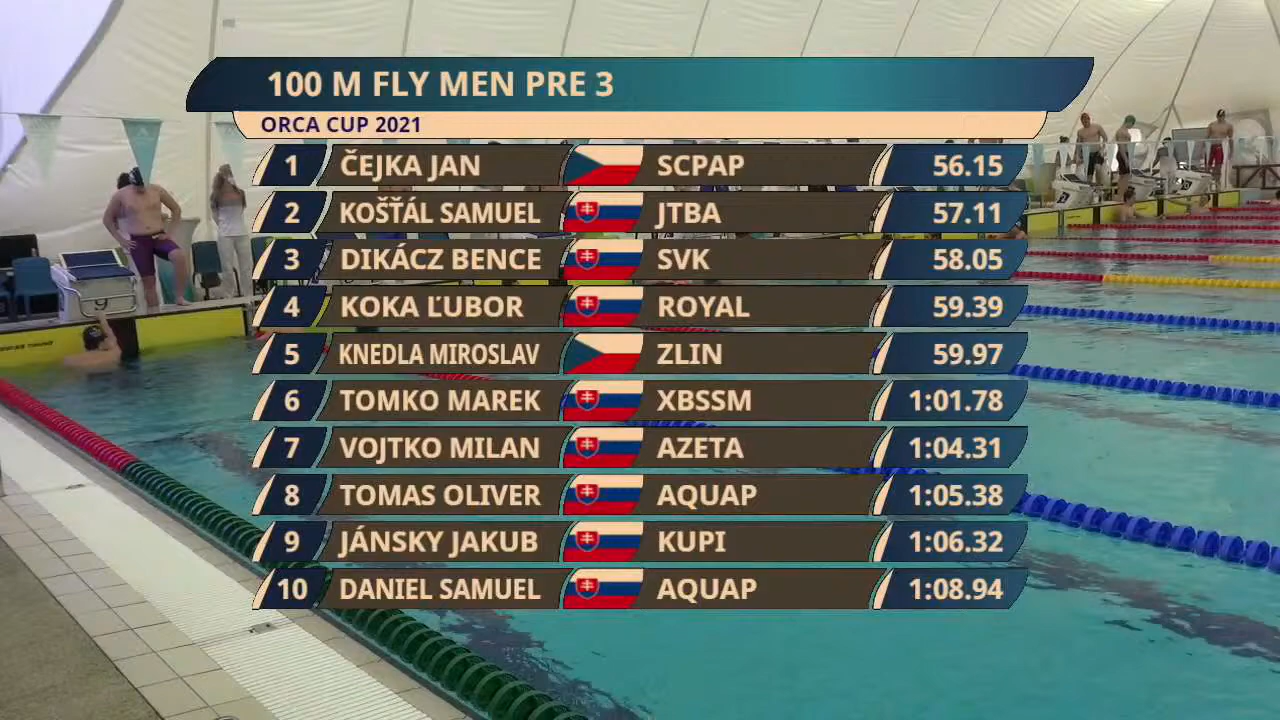 100 M FLY MEN PRE 3
ORCA CUP 2021
1 ČEJKA JAN SCPAP 56.15
2 KOŠŤÁL SAMUEL JTBA 57.11
3 DIKÁCZ BENCE SVK 58.05
4 KOKA ĽUBOR ROYAL 59.39
5 KNEDLA MIROSLAV ZLIN 59.97
6 TOMKO MAREK XBSSM 1:01.78
7 VOJTKO MILAN AZETA 1:04.31
8 TOMAS OLIVER AQUAP 1:05.38
9 JÁNSKY JAKUB KUPI 1:06.32
10 DANIEL SAMUEL AQUAP 1:08.94